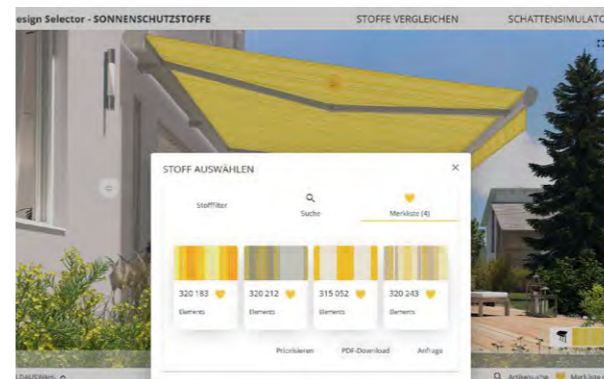 esign Selector - SONNENSCHUTZSTOFFE
STOFFE VERGLEICHEN
SCHATTENSIMULATO
STOFF AUSWÄHLEN
×
Stofffilter
Suche
Merkliste (4)
320 183
320 212
315 052
320 243
Elements
Elements
Elements
Elements
Priorisieren
PDF-Download
Anfrage
LDAUSWAHL
Artikelsuche
Merkliste